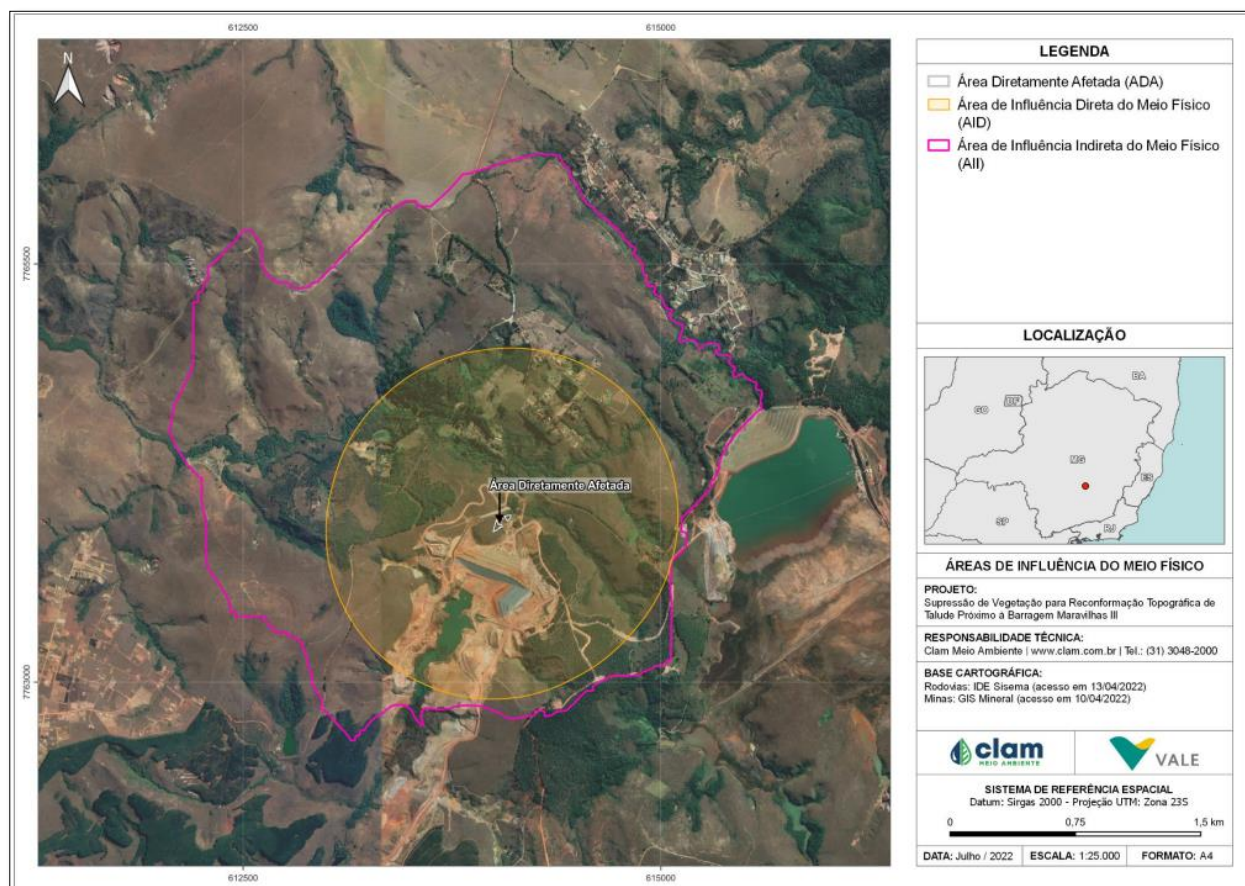 612500
615000
N
7765500
7763000
Área Diretamente Afetada
612500
615000
LEGENDA
Área Diretamente Afetada (ADA)
Área de Influência Direta do Meio Físico
(AID)
Área de Influência Indireta do Meio Físico
(AII)
LOCALIZAÇÃO
BA
GO
DF
MG
ES
SP
RJ
ÁREAS DE INFLUÊNCIA DO MEIO FÍSICO
PROJETO:
Supressão de Vegetação para Reconformação Topográfica de
Talude Próximo à Barragem Maravilhas III
RESPONSABILIDADE TÉCNICA:
Clam Meio Ambiente | www.clam.com.br | Tel.: (31) 3048-2000
BASE CARTOGRÁFICA:
Rodovias: IDE Sisema (acesso em 13/04/2022)
Minas: GIS Mineral (acesso em 10/04/2022)
clam
MEIO AMBIENTE
VALE
SISTEMA DE REFERÊNCIA ESPACIAL
Datum: Sirgas 2000 - Projeção UTM: Zona 23S
0 0,75 1,5 km
DATA: Julho / 2022 ESCALA: 1:25.000 FORMATO: A4